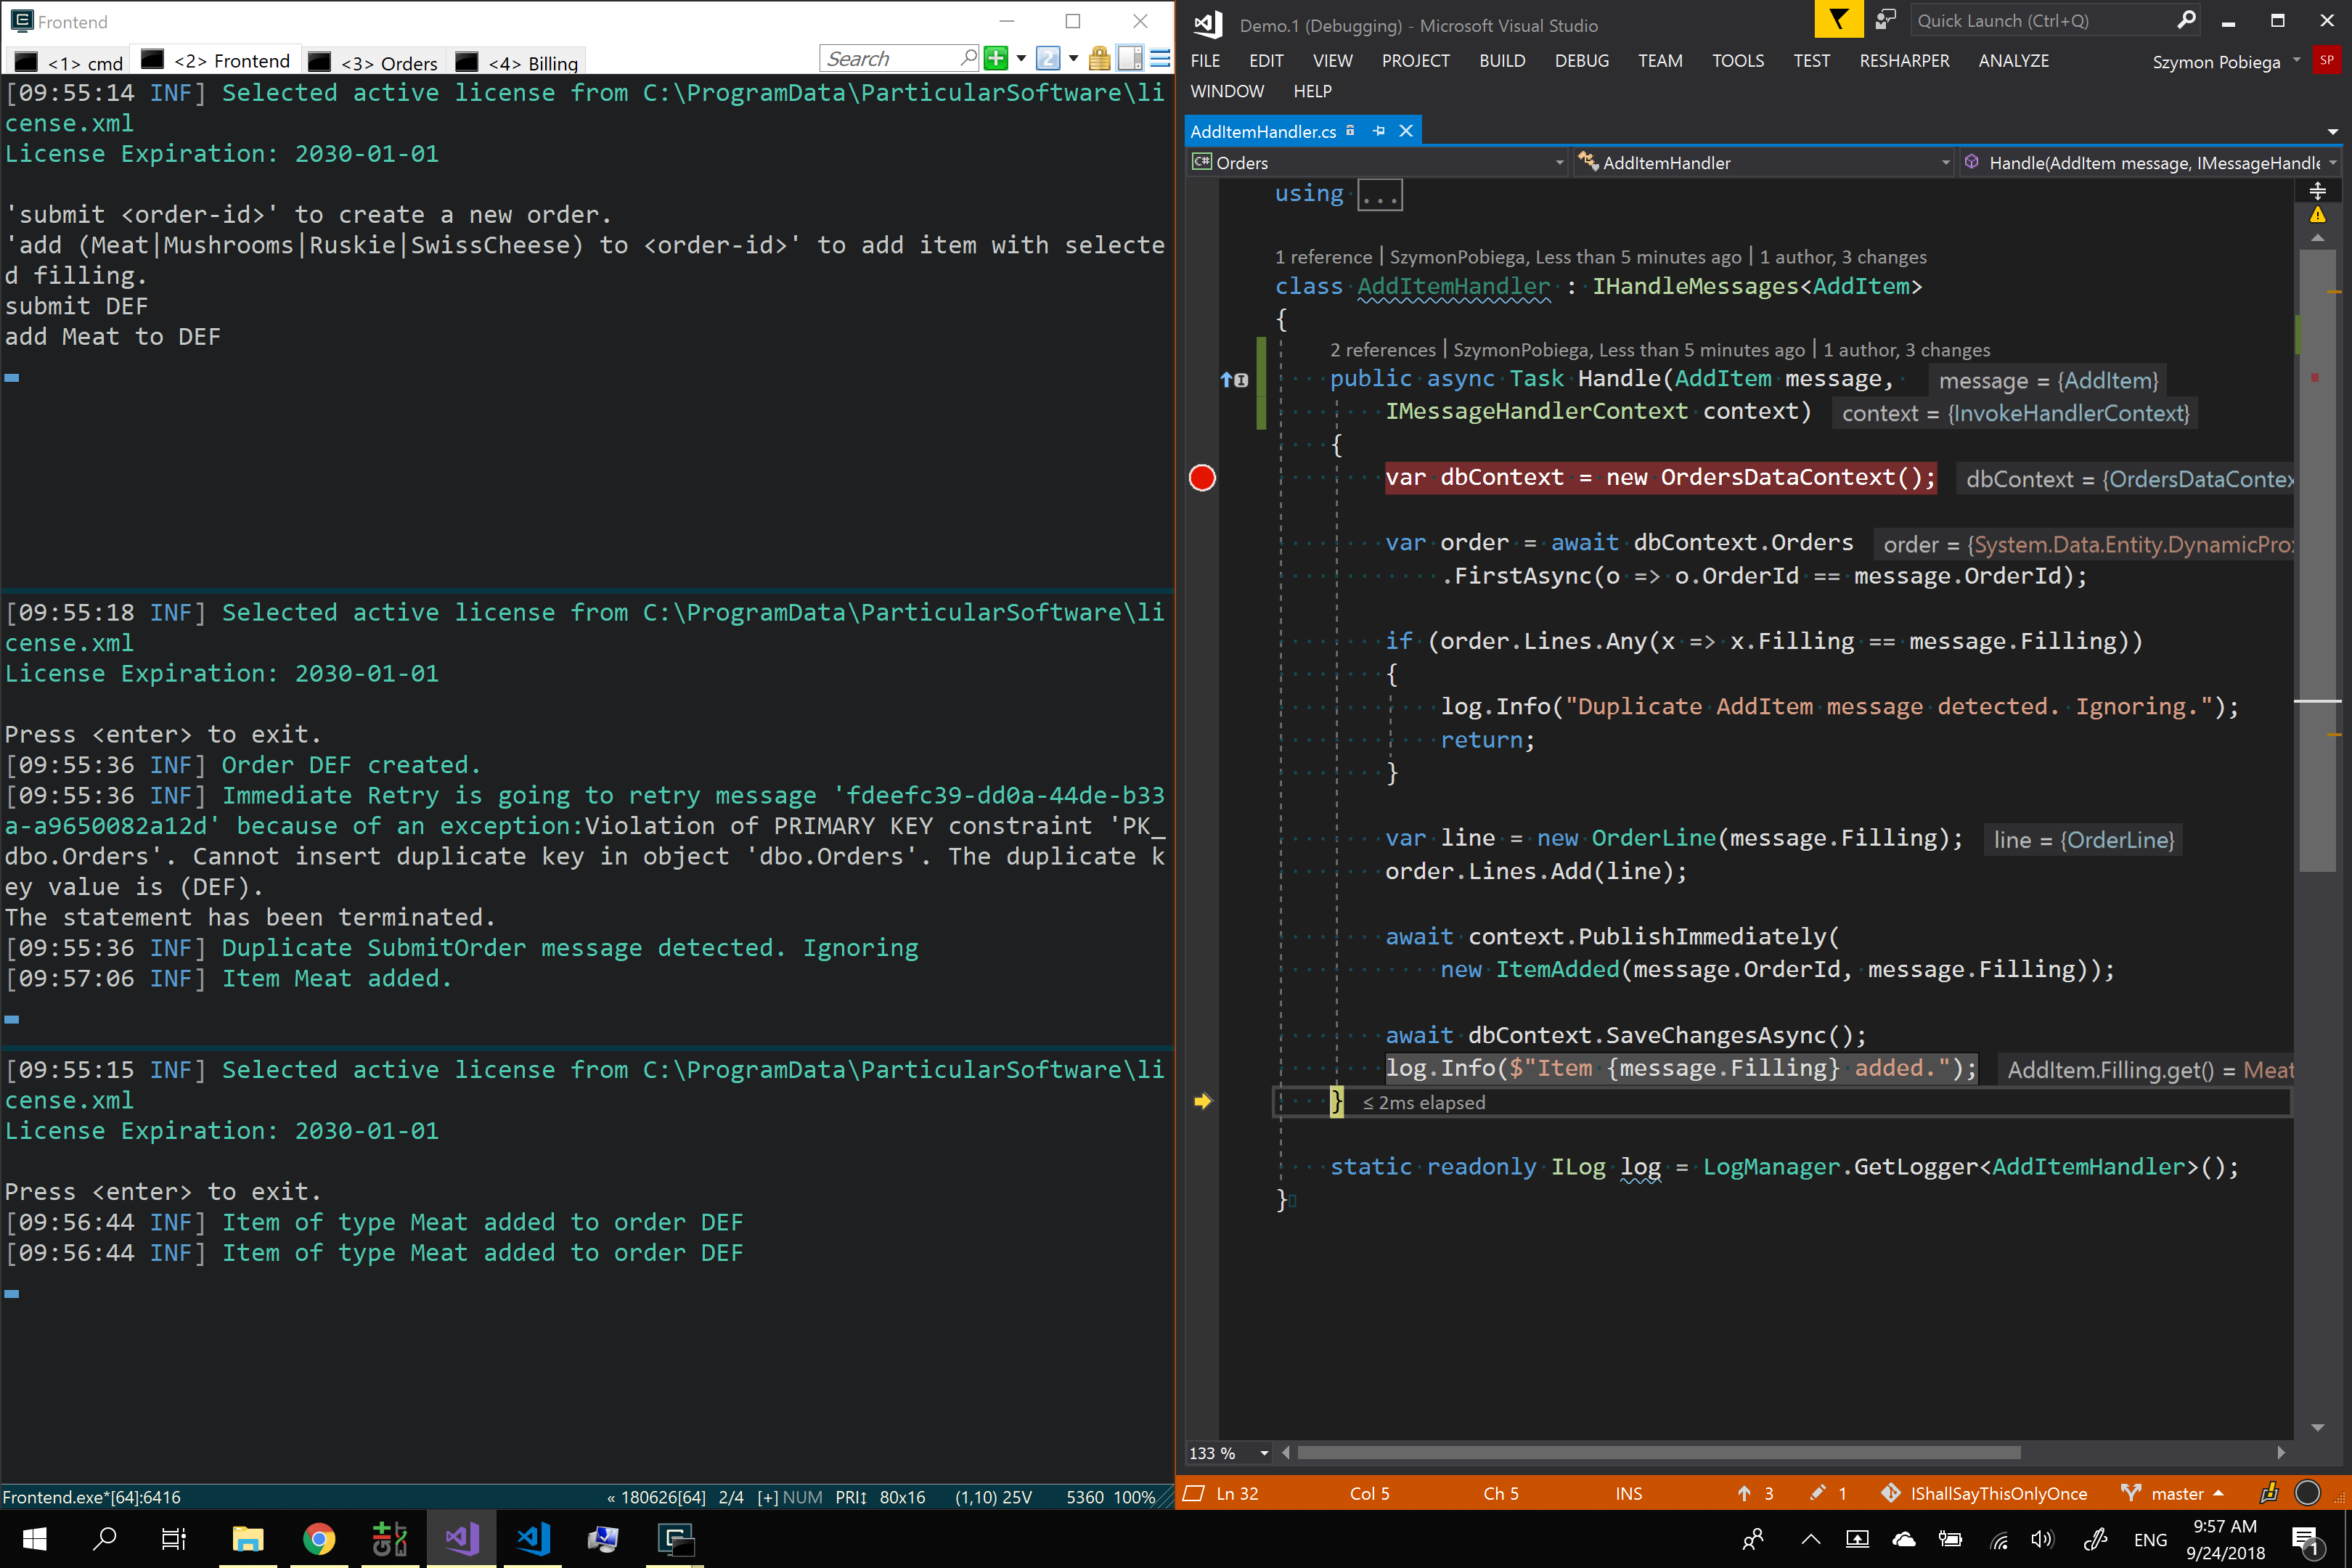 Frontend
<1> cmd
<2> Frontend
<3> Orders
<4> Billing
Search
2
[09:55:14 INF] Selected active license from C:\ProgramData\ParticularSoftware\li
cense.xml
License Expiration: 2030-01-01
'submit <order-id>' to create a new order.
'add (Meat|Mushrooms|Ruskie|SwissCheese) to <order-id>' to add item with selecte
d filling.
submit DEF
add Meat to DEF
[09:55:18 INF] Selected active license from C:\ProgramData\ParticularSoftware\li
cense.xml
License Expiration: 2030-01-01
Press <enter> to exit.
[09:55:36 INF] Order DEF created.
[09:55:36 INF] Immediate Retry is going to retry message 'fdeefc39-dd0a-44de-b33
a-a9650082a12d' because of an exception:Violation of PRIMARY KEY constraint 'PK_
dbo.Orders'. Cannot insert duplicate key in object 'dbo.Orders'. The duplicate k
ey value is (DEF).
The statement has been terminated.
[09:55:36 INF] Duplicate SubmitOrder message detected. Ignoring
[09:57:06 INF] Item Meat added.
[09:55:15 INF] Selected active license from C:\ProgramData\ParticularSoftware\li
cense.xml
License Expiration: 2030-01-01
Press <enter> to exit.
[09:56:44 INF] Item of type Meat added to order DEF
[09:56:44 INF] Item of type Meat added to order DEF
Frontend.exe*[64]:6416 « 180626[64] 2/4 [+] NUM PRI↕ 80x16 (1,10) 25V 5360 100%
Demo.1 (Debugging) - Microsoft Visual Studio
Quick Launch (Ctrl+Q)
FILE EDIT VIEW PROJECT BUILD DEBUG TEAM TOOLS TEST RESHARPER ANALYZE
Szymon Pobiega SP
WINDOW HELP
AddItemHandler.cs
C# Orders
AddItemHandler
Handle(AddItem message, IMessageHandle
using ...
1 reference | SzymonPobiega, Less than 5 minutes ago | 1 author, 3 changes
class AddItemHandler : IHandleMessages<AddItem>
{
2 references | SzymonPobiega, Less than 5 minutes ago | 1 author, 3 changes
public async Task Handle(AddItem message, message = {AddItem}
IMessageHandlerContext context) context = {InvokeHandlerContext}
{
var dbContext = new OrdersDataContext(); dbContext = {OrdersDataContex
var order = await dbContext.Orders order = {System.Data.Entity.DynamicProx
.FirstAsync(o => o.OrderId == message.OrderId);
if (order.Lines.Any(x => x.Filling == message.Filling))
{
log.Info("Duplicate AddItem message detected. Ignoring.");
return;
}
var line = new OrderLine(message.Filling); line = {OrderLine}
order.Lines.Add(line);
await context.PublishImmediately(
new ItemAdded(message.OrderId, message.Filling));
await dbContext.SaveChangesAsync();
log.Info($"Item {message.Filling} added."); AddItem.Filling.get() = Meat
} ≤ 2ms elapsed
static readonly ILog log = LogManager.GetLogger<AddItemHandler>();
}
133 %
Ln 32 Col 5 Ch 5 INS 3 1 IShallSayThisOnlyOnce master
ENG
9:57 AM
9/24/2018
1